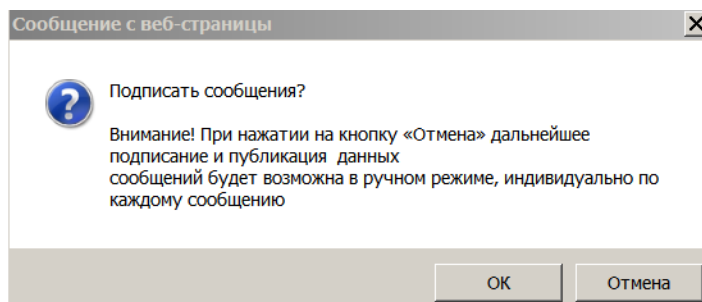 Сообщение с веб-страницы
Подписать сообщения?
Внимание! При нажатии на кнопку «Отмена» дальнейшее
подписание и публикация данных
сообщений будет возможна в ручном режиме, индивидуально по
каждому сообщению
ОК
Отмена